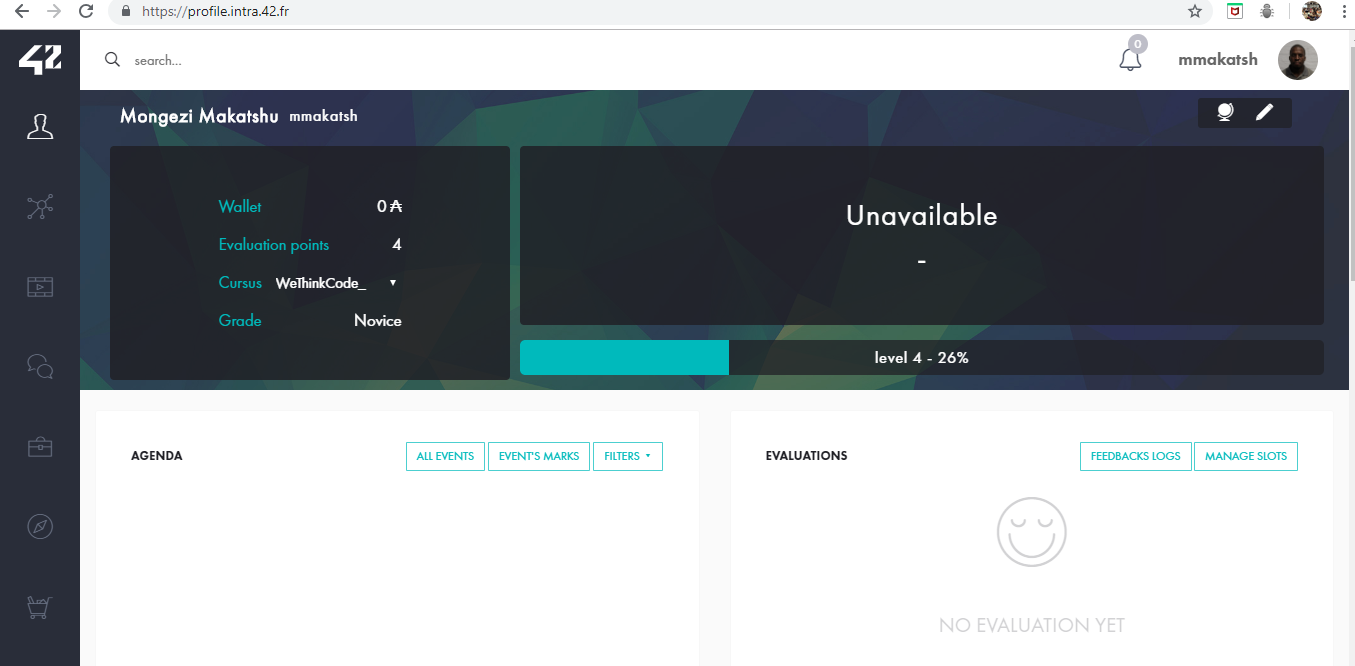 https://profile.intra.42.fr
42
search...
0
mmakatsh
Mongezi Makatshu mmakatsh
Wallet 0 ₳
Evaluation points 4
Cursus WeThinkCode_ ▾
Grade Novice
Unavailable
-
level 4 - 26%
AGENDA
ALL EVENTS
EVENT'S MARKS
FILTERS ▾
EVALUATIONS
FEEDBACKS LOGS
MANAGE SLOTS
NO EVALUATION YET